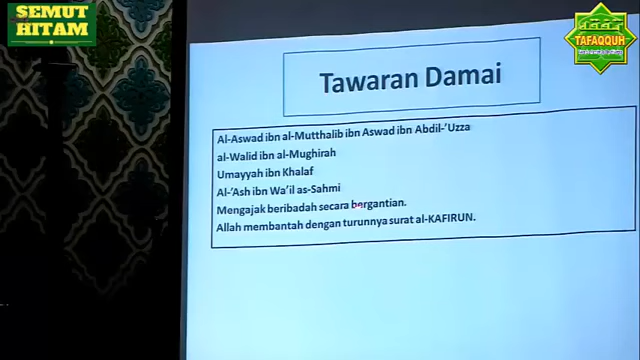 SEMUT
HITAM
TAFAQQUH
Tawaran Damai
Al-Aswad ibn al-Mutthalib ibn Aswad ibn Abdil-'Uzza
al-Walid ibn al-Mughirah
Umayyah ibn Khalaf
Al-'Ash ibn Wa'il as-Sahmi
Mengajak beribadah secara bergantian.
Allah membantah dengan turunnya surat al-KAFIRUN.